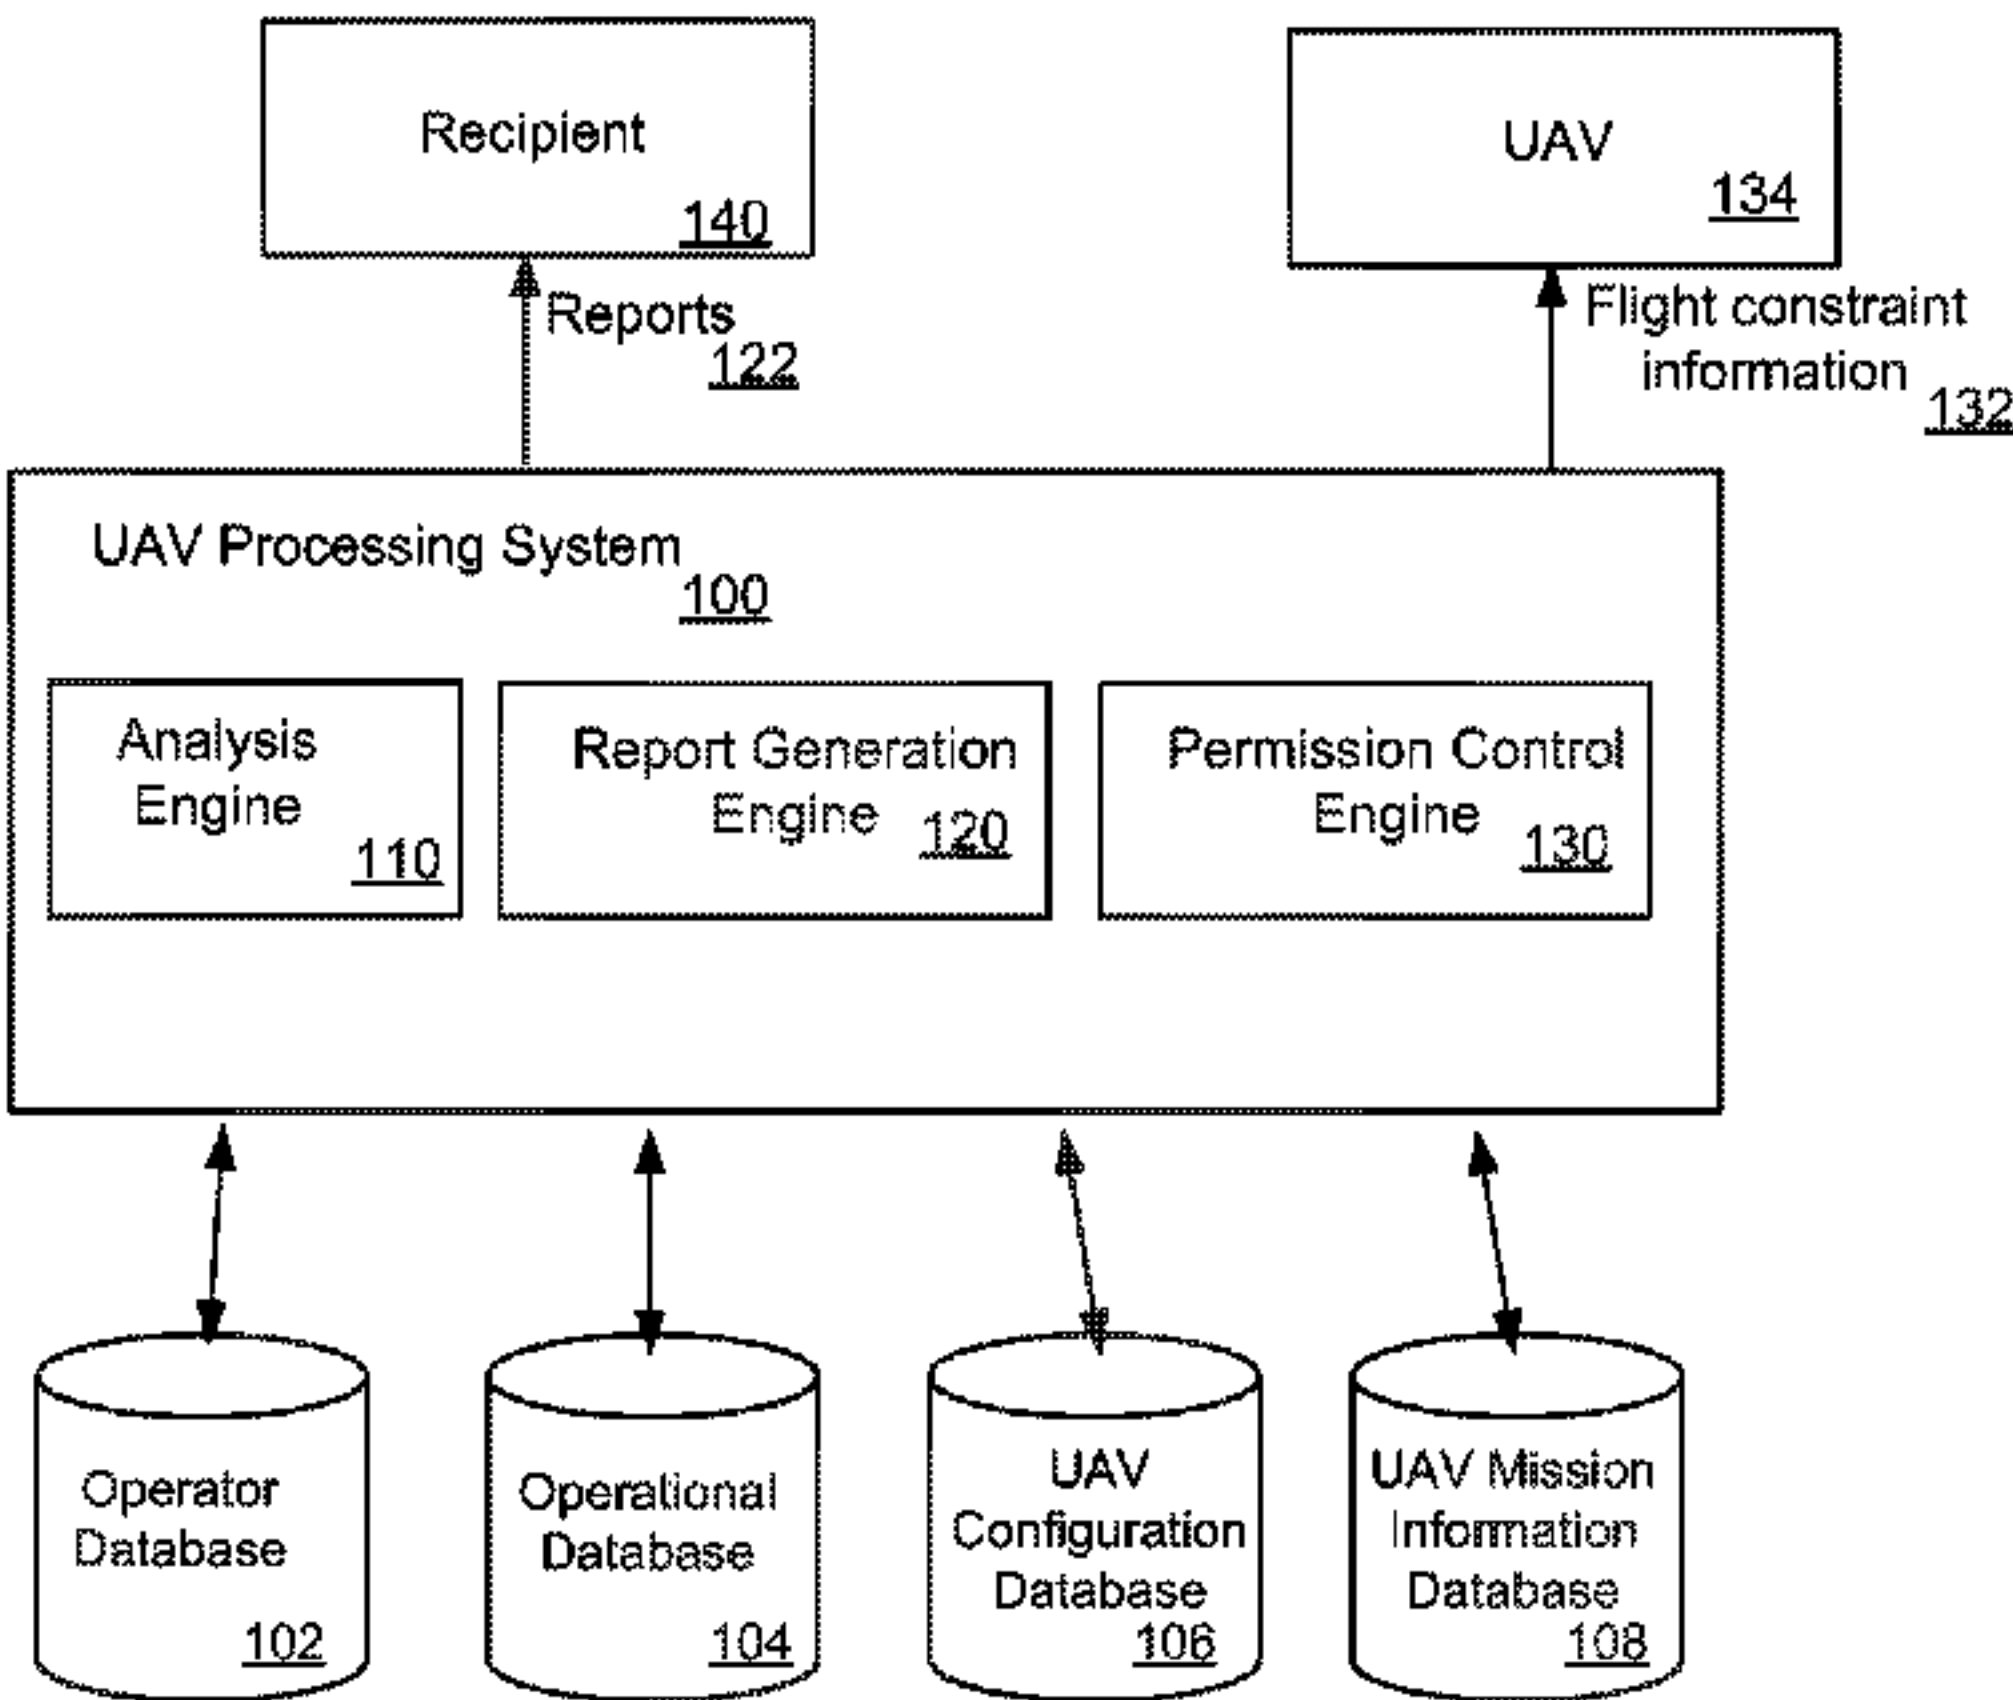 Recipient
140
UAV
134
Reports
122
Flight constraint
information
132
UAV Processing System
100
Analysis
Engine
110
Report Generation
Engine
120
Permission Control
Engine
130
Operator
Database
102
Operational
Database
104
UAV
Configuration
Database
106
UAV Mission
Information
Database
108